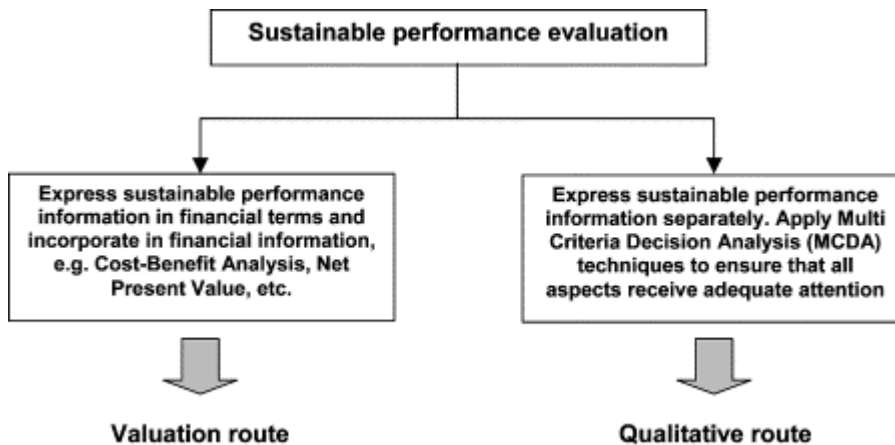 Sustainable performance evaluation
Express sustainable performance
information in financial terms and
incorporate in financial information,
e.g. Cost-Benefit Analysis, Net
Present Value, etc.
Express sustainable performance
information separately. Apply Multi
Criteria Decision Analysis (MCDA)
techniques to ensure that all
aspects receive adequate attention
Valuation route
Qualitative route